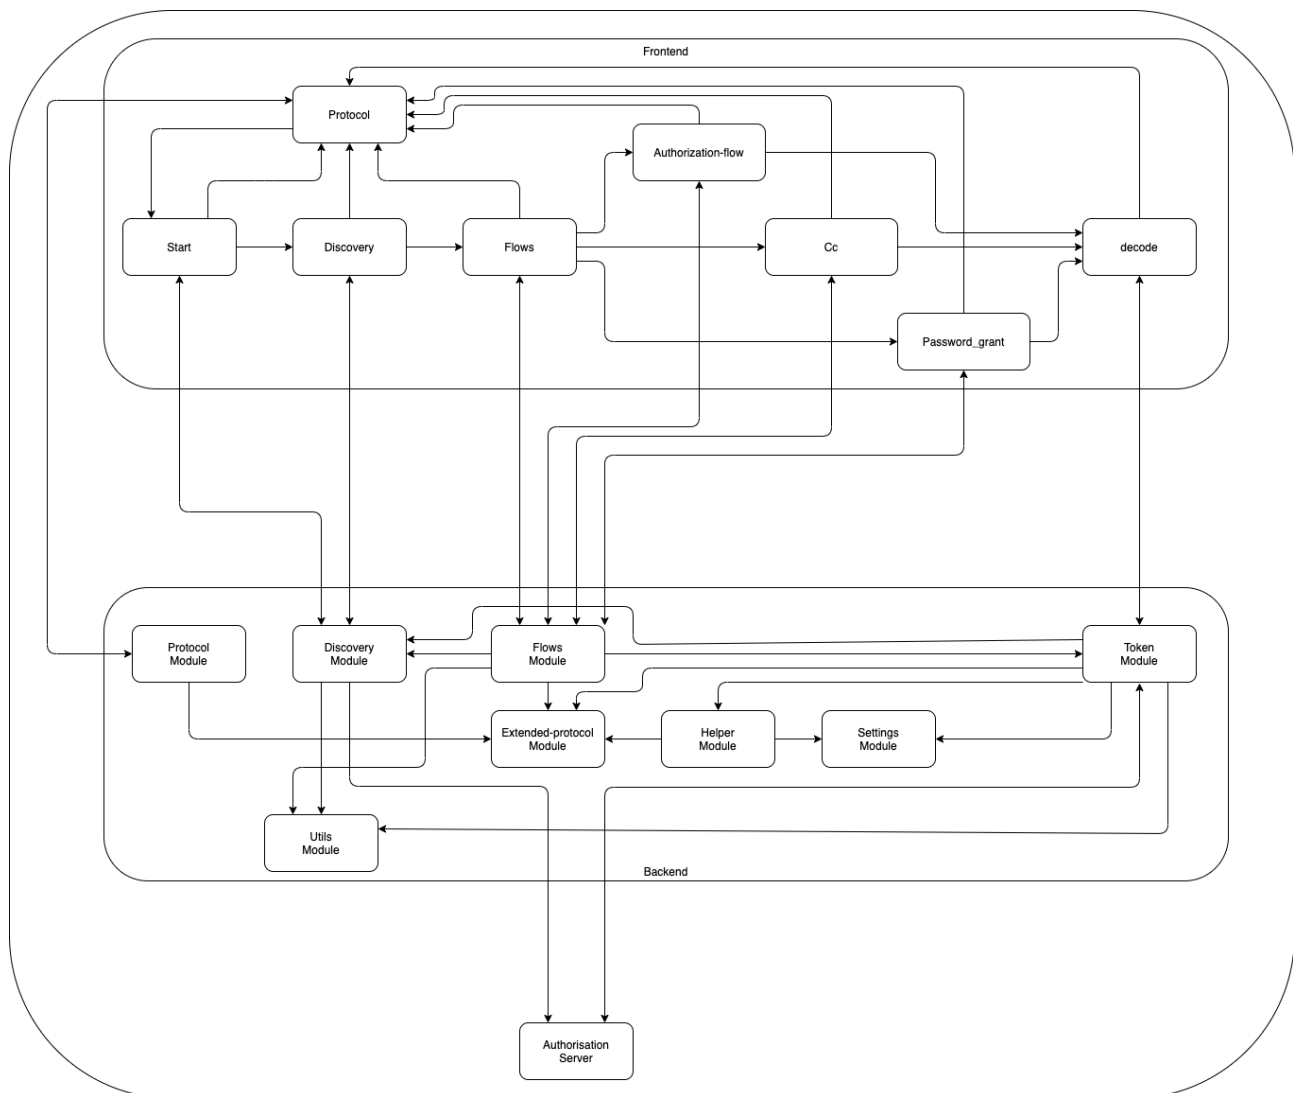 Frontend
Protocol
Authorization-flow
Start
Discovery
Flows
Cc
decode
Password_grant
Protocol
Module
Discovery
Module
Flows
Module
Token
Module
Extended-protocol
Module
Helper
Module
Settings
Module
Utils
Module
Backend
Authorisation
Server